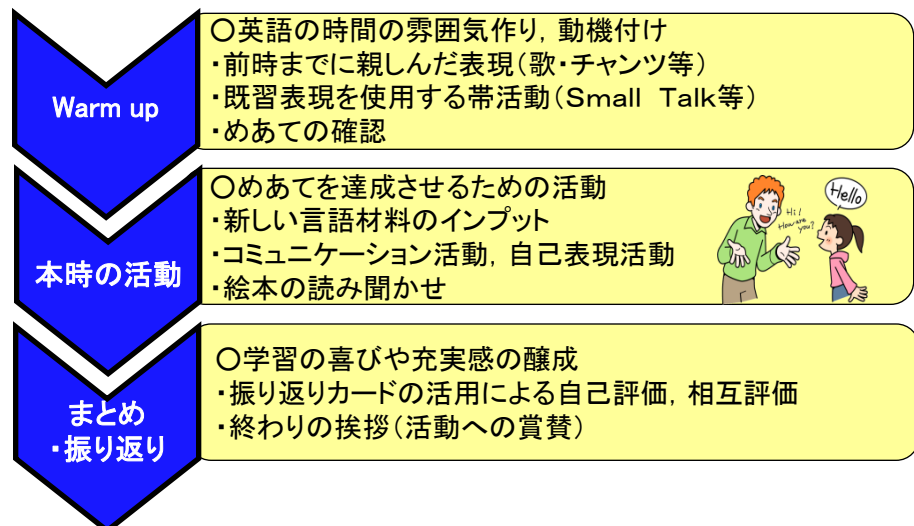 Warm up
〇英語の時間の雰囲気作り，動機付け
・前時までに親しんだ表現（歌・チャンツ等）
・既習表現を使用する帯活動（Ｓｍａｌｌ　Ｔａｌｋ等）
・めあての確認
本時の活動
〇めあてを達成させるための活動
・新しい言語材料のインプット
・コミュニケーション活動，自己表現活動
・絵本の読み聞かせ
Hi!
How are
you?
Hello
まとめ
・振り返り
〇学習の喜びや充実感の醸成
・振り返りカードの活用による自己評価，相互評価
・終わりの挨拶（活動への賞賛）